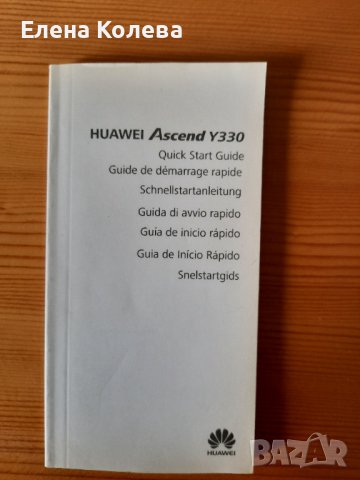 Елена Колева
HUAWEI Ascend Y330
Quick Start Guide
Guide de démarrage rapide
Schnellstartanleitung
Guida di avvio rapido
Guía de inicio rápido
Guia de Início Rápido
Snelstartgids
HUAWEI
BAZAR